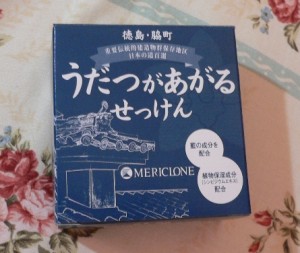 徳島・脇町
重要伝統的建造物群保存地区
日本の道百選
うだつがあがる
せっけん
藍の成分を
配合
植物保湿成分
配合
MERICLONE